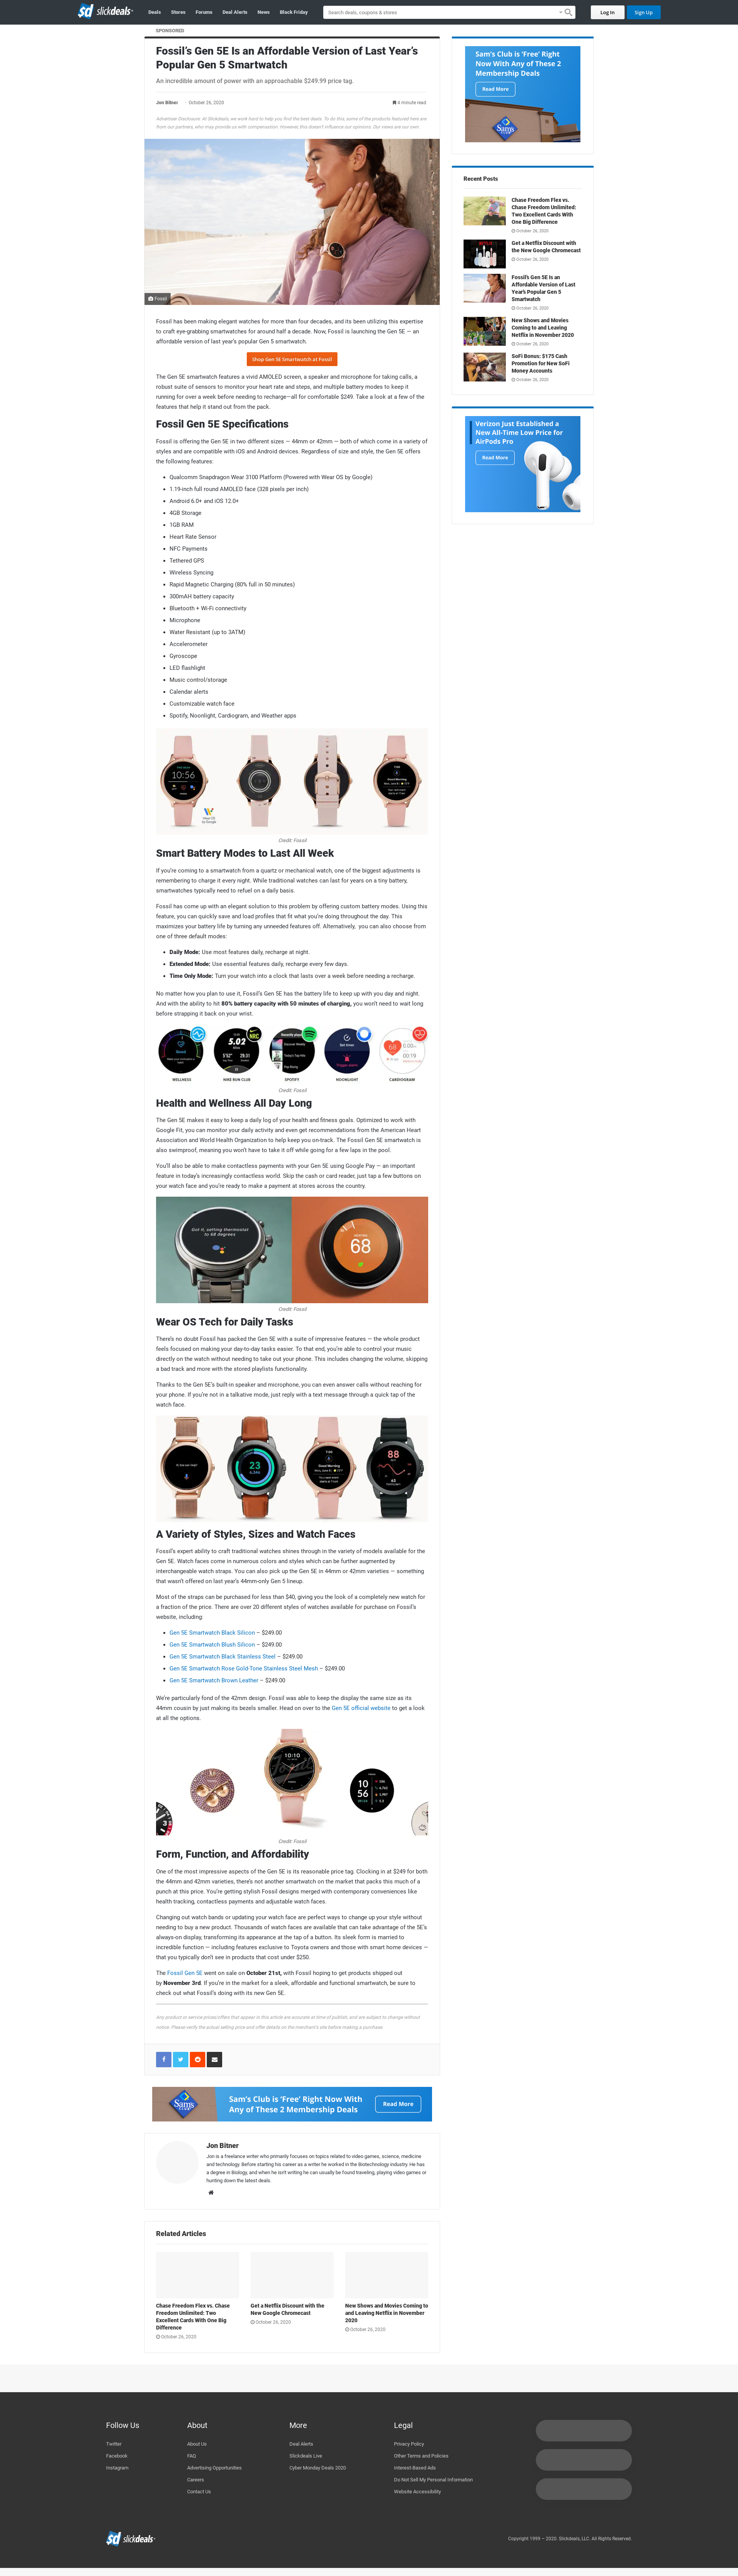 slickdeals
Deals
Stores
Forums
Deal Alerts
News
Black Friday
Search deals, coupons & stores
Log In
Sign Up
SPONSORED
Fossil's Gen 5E Is an Affordable Version of Last Year's
Popular Gen 5 Smartwatch
An incredible amount of power with an approachable $249.99 price tag.
Jon Bitner - October 26, 2020
4 minute read
Advertiser Disclosure: At Slickdeals, we work hard to help you find the best deals. To do this, some of the products featured here are
from our partners, who may provide us with compensation. However, this doesn't influence our opinions. Our views are our own.
Fossil
Fossil has been making elegant watches for more than four decades, and its been utilizing this expertise
to craft eye-grabbing smartwatches for around half a decade. Now, Fossil is launching the Gen 5E — an
affordable version of last year's popular Gen 5 smartwatch.
Shop Gen 5E Smartwatch at Fossil
The Gen 5E smartwatch features a vivid AMOLED screen, a speaker and microphone for taking calls, a
robust suite of sensors to monitor your heart rate and steps, and multiple battery modes to keep it
running for over a week before needing to recharge—all for comfortable $249. Take a look at a few of the
features that help it stand out from the pack.
Fossil Gen 5E Specifications
Fossil is offering the Gen 5E in two different sizes — 44mm or 42mm — both of which come in a variety of
styles and are compatible with iOS and Android devices. Regardless of size and style, the Gen 5E offers
the following features:
Qualcomm Snapdragon Wear 3100 Platform (Powered with Wear OS by Google)
1.19-inch full round AMOLED face (328 pixels per inch)
Android 6.0+ and iOS 12.0+
4GB Storage
1GB RAM
Heart Rate Sensor
NFC Payments
Tethered GPS
Wireless Syncing
Rapid Magnetic Charging (80% full in 50 minutes)
300mAH battery capacity
Bluetooth + Wi-Fi connectivity
Microphone
Water Resistant (up to 3ATM)
Accelerometer
Gyroscope
LED flashlight
Music control/storage
Calendar alerts
Customizable watch face
Spotify, Noonlight, Cardiogram, and Weather apps
10:56
Good Morning
Wear OS
by Google
Credit: Fossil
Smart Battery Modes to Last All Week
If you're coming to a smartwatch from a quartz or mechanical watch, one of the biggest adjustments is
remembering to charge it every night. While traditional watches can last for years on a tiny battery,
smartwatches typically need to refuel on a daily basis.
Fossil has come up with an elegant solution to this problem by offering custom battery modes. Using this
feature, you can quickly save and load profiles that fit what you're doing throughout the day. This
maximizes your battery life by turning any unneeded features off. Alternatively, you can also choose from
one of three default modes:
Daily Mode: Use most features daily, recharge at night.
Extended Mode: Use essential features daily, recharge every few days.
Time Only Mode: Turn your watch into a clock that lasts over a week before needing a recharge.
No matter how you plan to use it, Fossil's Gen 5E has the battery life to keep up with you day and night.
And with the ability to hit 80% battery capacity with 50 minutes of charging, you won't need to wait long
before strapping it back on your wrist.
Good
5.02
Miles
5'52"
31
NRC
Recently played
Discover Weekly
Today's Top Hits
Pop Rising
68
00:19
WELLNESS
NIKE RUN CLUB
SPOTIFY
NOONLIGHT
CARDIOGRAM
Credit: Fossil
Health and Wellness All Day Long
The Gen 5E makes it easy to keep a daily log of your health and fitness goals. Optimized to work with
Google Fit, you can monitor your daily activity and even get recommendations from the American Heart
Association and World Health Organization to help keep you on-track. The Fossil Gen 5E smartwatch is
also swimproof, meaning you won't have to take it off while going for a few laps in the pool.
You'll also be able to make contactless payments with your Gen 5E using Google Pay — an important
feature in today's increasingly contactless world. Skip the cash or card reader, just tap a few buttons on
your watch face and you're ready to make a payment at stores across the country.
Got it, setting thermostat
to 68 degrees
68
Credit: Fossil
Wear OS Tech for Daily Tasks
There's no doubt Fossil has packed the Gen 5E with a suite of impressive features — the whole product
feels focused on making your day-to-day tasks easier. To that end, you're able to control your music
directly on the watch without needing to take out your phone. This includes changing the volume, skipping
a bad track and more with the stored playlists functionality.
Thanks to the Gen 5E's built-in speaker and microphone, you can even answer calls without reaching for
your phone. If you're not in a talkative mode, just reply with a text message through a quick tap of the
watch face.
Hi, how can I help?
23
Good Morning
88
A Variety of Styles, Sizes and Watch Faces
Fossil's expert ability to craft traditional watches shines through in the variety of models available for the
Gen 5E. Watch faces come in numerous colors and styles which can be further augmented by
interchangeable watch straps. You can also pick up the Gen 5E in 44mm or 42mm varieties — something
that wasn't offered on last year's 44mm-only Gen 5 lineup.
Most of the straps can be purchased for less than $40, giving you the look of a completely new watch for
a fraction of the price. There are over 20 different styles of watches available for purchase on Fossil's
website, including:
Gen 5E Smartwatch Black Silicon – $249.00
Gen 5E Smartwatch Blush Silicon – $249.00
Gen 5E Smartwatch Black Stainless Steel – $249.00
Gen 5E Smartwatch Rose Gold-Tone Stainless Steel Mesh – $249.00
Gen 5E Smartwatch Brown Leather – $249.00
We're particularly fond of the 42mm design. Fossil was able to keep the display the same size as its
44mm cousin by just making its bezels smaller. Head on over to the Gen 5E official website to get a look
at all the options.
10:10
10
56
3
Credit: Fossil
Form, Function, and Affordability
One of the most impressive aspects of the Gen 5E is its reasonable price tag. Clocking in at $249 for both
the 44mm and 42mm varieties, there's not another smartwatch on the market that packs this much of a
punch at this price. You're getting stylish Fossil designs merged with contemporary conveniences like
health tracking, contactless payments and adjustable watch faces.
Changing out watch bands or updating your watch face are perfect ways to change up your style without
needing to buy a new product. Thousands of watch faces are available that can take advantage of the 5E's
always-on display, transforming its appearance at the tap of a button. Its sleek form is married to
incredible function — including features exclusive to Toyota owners and those with smart home devices —
that you typically don't see in products that cost under $250.
The Fossil Gen 5E went on sale on October 21st, with Fossil hoping to get products shipped out
by November 3rd. If you're in the market for a sleek, affordable and functional smartwatch, be sure to
check out what Fossil's doing with its new Gen 5E.
Any product or service prices/offers that appear in this article are accurate at time of publish, and are subject to change without
notice. Please verify the actual selling price and offer details on the merchant's site before making a purchase.
Sam's Club
Sam's Club is 'Free' Right Now With
Any of These 2 Membership Deals
Read More
Jon Bitner
Jon is a freelance writer who primarily focuses on topics related to video games, science, medicine
and technology. Before starting his career as a writer he worked in the Biotechnology industry. He has
a degree in Biology, and when he isn't writing he can usually be found traveling, playing video games or
hunting down the latest deals.
Related Articles
Chase Freedom Flex vs. Chase
Freedom Unlimited: Two
Excellent Cards With One Big
Difference
October 26, 2020
Get a Netflix Discount with the
New Google Chromecast
October 26, 2020
New Shows and Movies Coming to
and Leaving Netflix in November
2020
October 26, 2020
Sam's Club is 'Free' Right
Now With Any of These 2
Membership Deals
Read More
Sam's
Recent Posts
Chase Freedom Flex vs.
Chase Freedom Unlimited:
Two Excellent Cards With
One Big Difference
October 26, 2020
Get a Netflix Discount with
the New Google Chromecast
October 26, 2020
Fossil's Gen 5E Is an
Affordable Version of Last
Year's Popular Gen 5
Smartwatch
October 26, 2020
New Shows and Movies
Coming to and Leaving
Netflix in November 2020
October 26, 2020
SoFi Bonus: $175 Cash
Promotion for New SoFi
Money Accounts
October 26, 2020
Verizon Just Established a
New All-Time Low Price for
AirPods Pro
Read More
Follow Us
Twitter
Facebook
Instagram
About
About Us
FAQ
Advertising Opportunities
Careers
Contact Us
More
Deal Alerts
Slickdeals Live
Cyber Monday Deals 2020
Legal
Privacy Policy
Other Terms and Policies
Interest-Based Ads
Do Not Sell My Personal Information
Website Accessibility
slickdeals
Copyright 1999 – 2020. Slickdeals, LLC. All Rights Reserved.